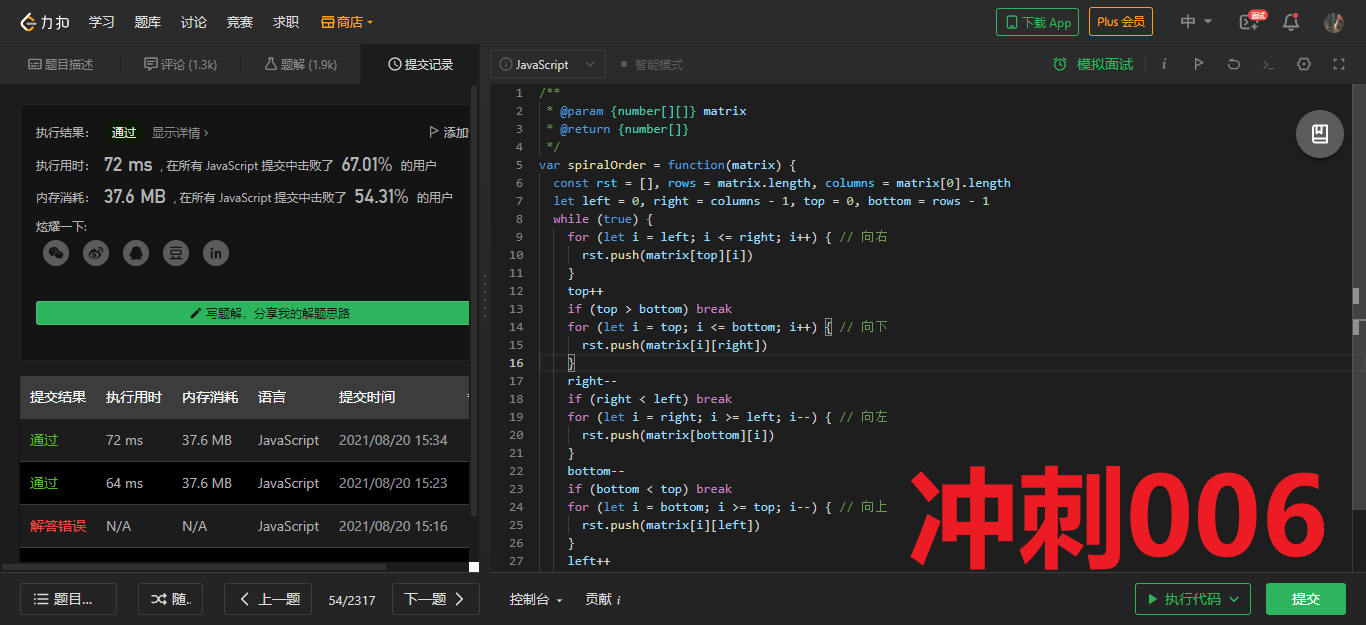 力扣 学习 题库 讨论 竞赛 求职 商店 下载 App Plus 会员 中 面试
题目描述 评论 (1.3k) 题解 (1.9k) 提交记录
执行结果： 通过 显示详情 › 添加
执行用时： 72 ms , 在所有 JavaScript 提交中击败了 67.01% 的用户
内存消耗： 37.6 MB , 在所有 JavaScript 提交中击败了 54.31% 的用户
炫耀一下:
豆 in
写题解，分享我的解题思路
提交结果 执行用时 内存消耗 语言 提交时间
通过 72 ms 37.6 MB JavaScript 2021/08/20 15:34
通过 64 ms 37.6 MB JavaScript 2021/08/20 15:23
解答错误 N/A N/A JavaScript 2021/08/20 15:16
题目... 随.. 上一题 54/2317 下一题
JavaScript 智能模式 模拟面试 i
1 /**
2  * @param {number[][]} matrix
3  * @return {number[]}
4  */
5 var spiralOrder = function(matrix) {
6   const rst = [], rows = matrix.length, columns = matrix[0].length
7   let left = 0, right = columns - 1, top = 0, bottom = rows - 1
8   while (true) {
9     for (let i = left; i <= right; i++) { // 向右
10       rst.push(matrix[top][i])
11     }
12     top++
13     if (top > bottom) break
14     for (let i = top; i <= bottom; i++) { // 向下
15       rst.push(matrix[i][right])
16     }
17     right--
18     if (right < left) break
19     for (let i = right; i >= left; i--) { // 向左
20       rst.push(matrix[bottom][i])
21     }
22     bottom--
23     if (bottom < top) break
24     for (let i = bottom; i >= top; i--) { // 向上
25       rst.push(matrix[i][left])
26     }
27     left++
冲刺006
控制台 贡献 i 执行代码 提交